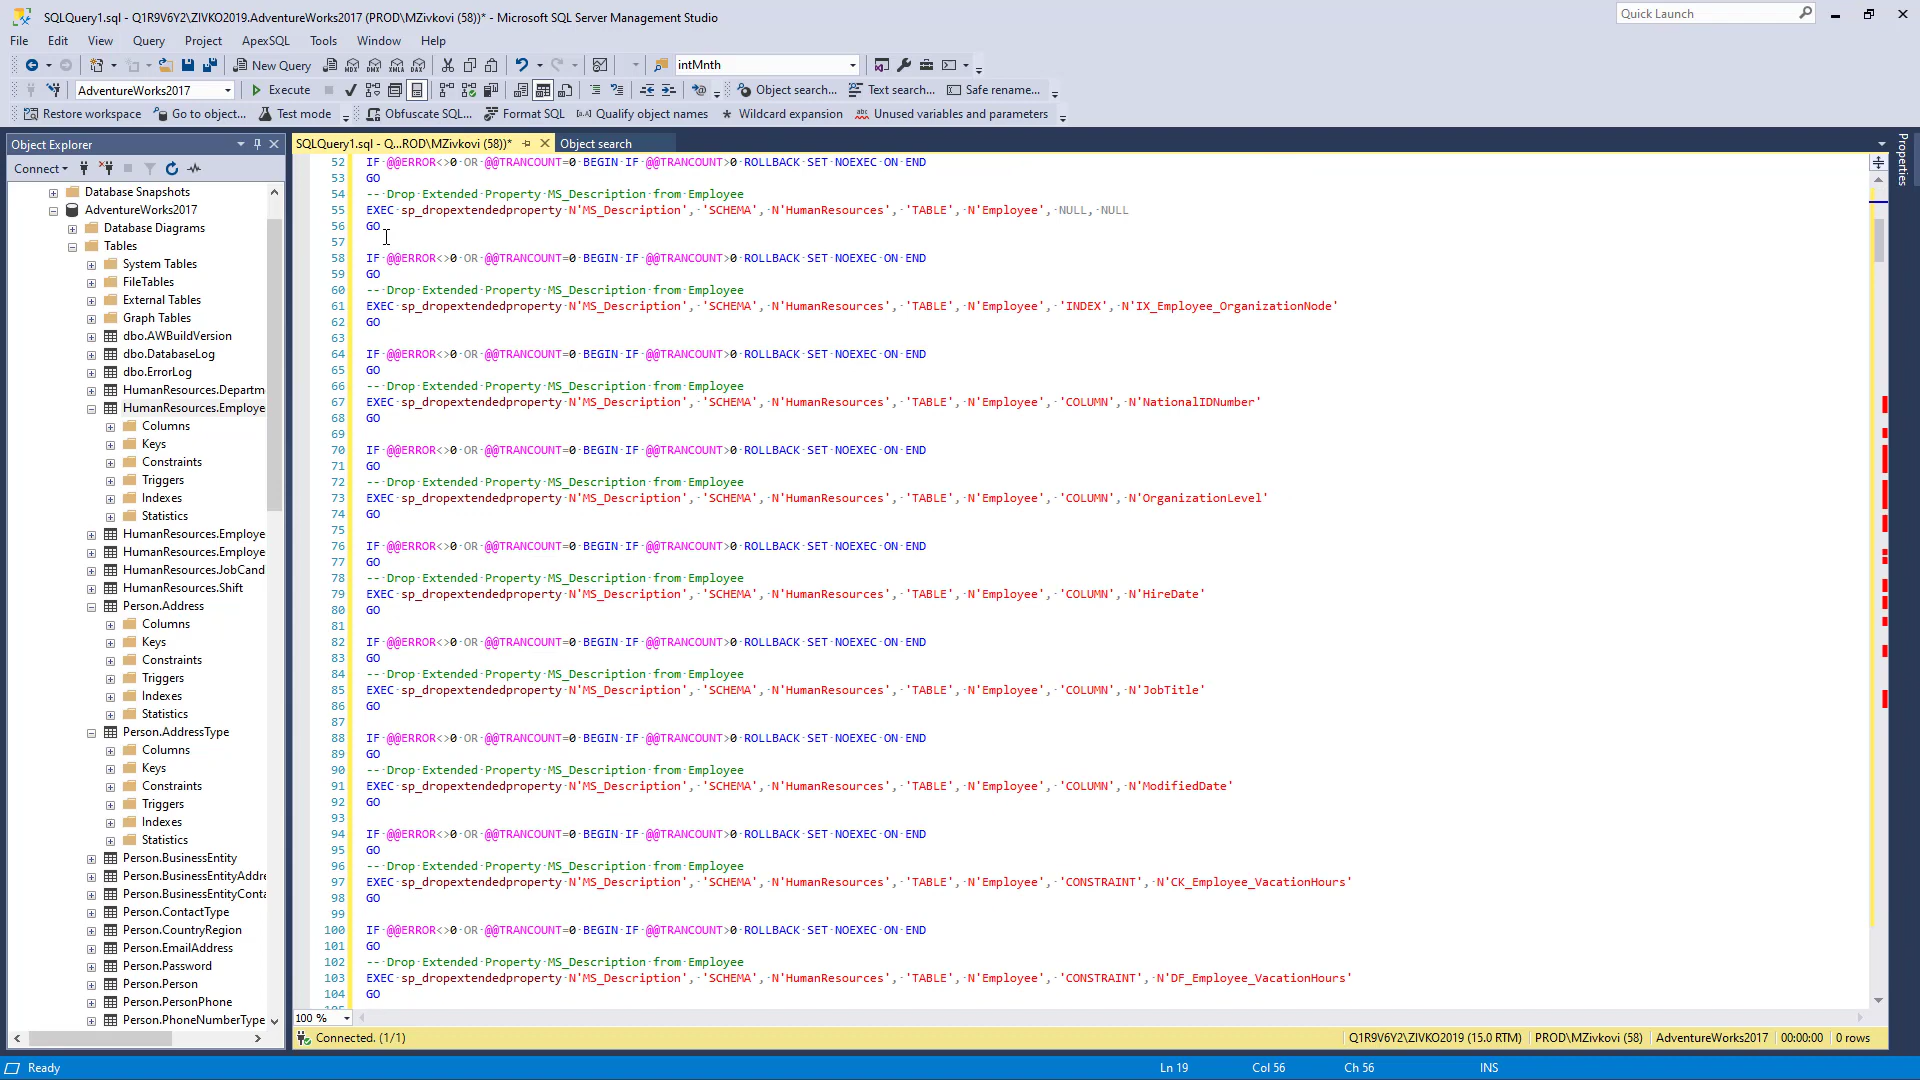 SQLQuery1.sql - Q1R9V6Y2\ZIVKO2019.AdventureWorks2017 (PROD\MZivkovi (58))* - Microsoft SQL Server Management Studio
Quick Launch
File Edit View Query Project ApexSQL Tools Window Help
New Query
MDX DMX XMLA DAX
intMnth
AdventureWorks2017
Execute
Object search...
Text search...
Safe rename...
Restore workspace
Go to object...
Test mode
Obfuscate SQL...
Format SQL
Qualify object names
Wildcard expansion
Unused variables and parameters
Object Explorer
Connect
Database Snapshots
AdventureWorks2017
Database Diagrams
Tables
System Tables
FileTables
External Tables
Graph Tables
dbo.AWBuildVersion
dbo.DatabaseLog
dbo.ErrorLog
HumanResources.Departm
HumanResources.Employe
Columns
Keys
Constraints
Triggers
Indexes
Statistics
HumanResources.Employe
HumanResources.Employe
HumanResources.JobCand
HumanResources.Shift
Person.Address
Columns
Keys
Constraints
Triggers
Indexes
Statistics
Person.AddressType
Columns
Keys
Constraints
Triggers
Indexes
Statistics
Person.BusinessEntity
Person.BusinessEntityAddre
Person.BusinessEntityConta
Person.ContactType
Person.CountryRegion
Person.EmailAddress
Person.Password
Person.Person
Person.PersonPhone
Person.PhoneNumberType
SQLQuery1.sql - Q...ROD\MZivkovi (58))*
Object search
52 IF @@ERROR<>0 OR @@TRANCOUNT=0 BEGIN IF @@TRANCOUNT>0 ROLLBACK SET NOEXEC ON END
53 GO
54 -- Drop Extended Property MS_Description from Employee
55 EXEC sp_dropextendedproperty N'MS_Description', 'SCHEMA', N'HumanResources', 'TABLE', N'Employee', NULL, NULL
56 GO
57
58 IF @@ERROR<>0 OR @@TRANCOUNT=0 BEGIN IF @@TRANCOUNT>0 ROLLBACK SET NOEXEC ON END
59 GO
60 -- Drop Extended Property MS_Description from Employee
61 EXEC sp_dropextendedproperty N'MS_Description', 'SCHEMA', N'HumanResources', 'TABLE', N'Employee', 'INDEX', N'IX_Employee_OrganizationNode'
62 GO
63
64 IF @@ERROR<>0 OR @@TRANCOUNT=0 BEGIN IF @@TRANCOUNT>0 ROLLBACK SET NOEXEC ON END
65 GO
66 -- Drop Extended Property MS_Description from Employee
67 EXEC sp_dropextendedproperty N'MS_Description', 'SCHEMA', N'HumanResources', 'TABLE', N'Employee', 'COLUMN', N'NationalIDNumber'
68 GO
69
70 IF @@ERROR<>0 OR @@TRANCOUNT=0 BEGIN IF @@TRANCOUNT>0 ROLLBACK SET NOEXEC ON END
71 GO
72 -- Drop Extended Property MS_Description from Employee
73 EXEC sp_dropextendedproperty N'MS_Description', 'SCHEMA', N'HumanResources', 'TABLE', N'Employee', 'COLUMN', N'OrganizationLevel'
74 GO
75
76 IF @@ERROR<>0 OR @@TRANCOUNT=0 BEGIN IF @@TRANCOUNT>0 ROLLBACK SET NOEXEC ON END
77 GO
78 -- Drop Extended Property MS_Description from Employee
79 EXEC sp_dropextendedproperty N'MS_Description', 'SCHEMA', N'HumanResources', 'TABLE', N'Employee', 'COLUMN', N'HireDate'
80 GO
81
82 IF @@ERROR<>0 OR @@TRANCOUNT=0 BEGIN IF @@TRANCOUNT>0 ROLLBACK SET NOEXEC ON END
83 GO
84 -- Drop Extended Property MS_Description from Employee
85 EXEC sp_dropextendedproperty N'MS_Description', 'SCHEMA', N'HumanResources', 'TABLE', N'Employee', 'COLUMN', N'JobTitle'
86 GO
87
88 IF @@ERROR<>0 OR @@TRANCOUNT=0 BEGIN IF @@TRANCOUNT>0 ROLLBACK SET NOEXEC ON END
89 GO
90 -- Drop Extended Property MS_Description from Employee
91 EXEC sp_dropextendedproperty N'MS_Description', 'SCHEMA', N'HumanResources', 'TABLE', N'Employee', 'COLUMN', N'ModifiedDate'
92 GO
93
94 IF @@ERROR<>0 OR @@TRANCOUNT=0 BEGIN IF @@TRANCOUNT>0 ROLLBACK SET NOEXEC ON END
95 GO
96 -- Drop Extended Property MS_Description from Employee
97 EXEC sp_dropextendedproperty N'MS_Description', 'SCHEMA', N'HumanResources', 'TABLE', N'Employee', 'CONSTRAINT', N'CK_Employee_VacationHours'
98 GO
99
100 IF @@ERROR<>0 OR @@TRANCOUNT=0 BEGIN IF @@TRANCOUNT>0 ROLLBACK SET NOEXEC ON END
101 GO
102 -- Drop Extended Property MS_Description from Employee
103 EXEC sp_dropextendedproperty N'MS_Description', 'SCHEMA', N'HumanResources', 'TABLE', N'Employee', 'CONSTRAINT', N'DF_Employee_VacationHours'
104 GO
100 %
Connected. (1/1)
Q1R9V6Y2\ZIVKO2019 (15.0 RTM)
PROD\MZivkovi (58)
AdventureWorks2017
00:00:00
0 rows
Ready
Ln 19
Col 56
Ch 56
INS
Properties